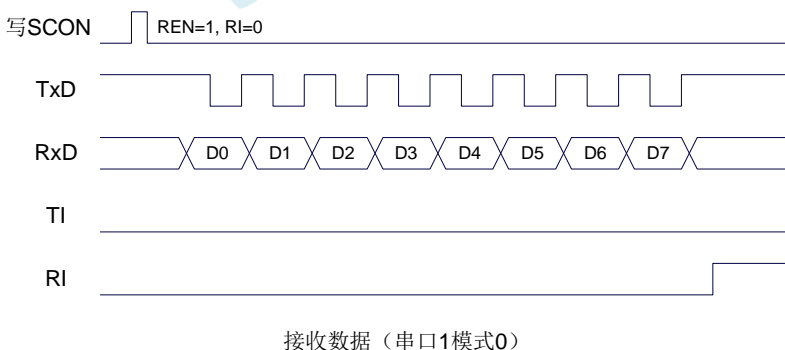 写SCON REN=1, RI=0
TxD
RxD D0 D1 D2 D3 D4 D5 D6 D7
TI
RI
接收数据（串口1模式0）